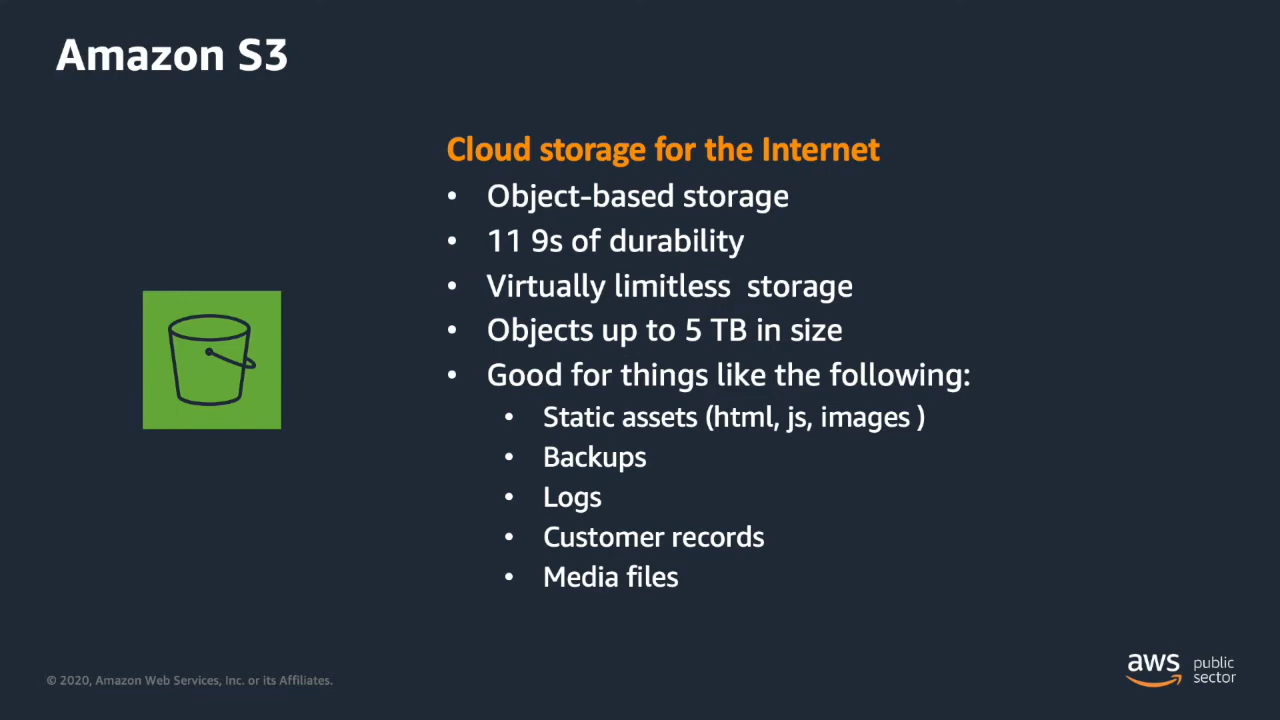 Amazon S3
Cloud storage for the Internet
• Object-based storage
• 11 9s of durability
• Virtually limitless  storage
• Objects up to 5 TB in size
• Good for things like the following:
• Static assets (html, js, images )
• Backups
• Logs
• Customer records
• Media files
© 2020, Amazon Web Services, Inc. or its Affiliates.
aws public
sector